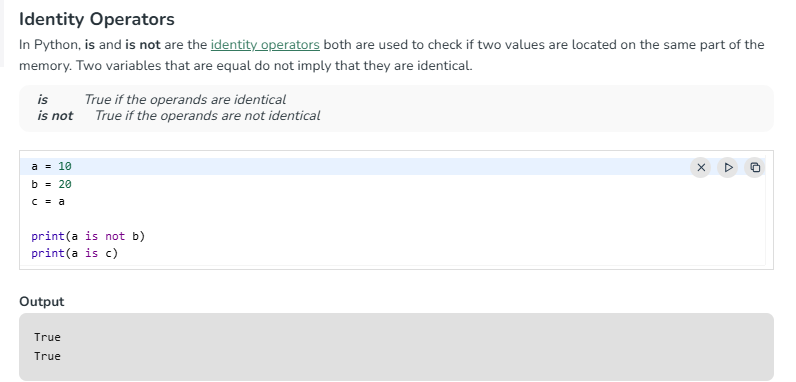 Identity Operators
In Python, is and is not are the identity operators both are used to check if two values are located on the same part of the
memory. Two variables that are equal do not imply that they are identical.
is True if the operands are identical
is not True if the operands are not identical
a = 10
b = 20
c = a
print(a is not b)
print(a is c)
Output
True
True